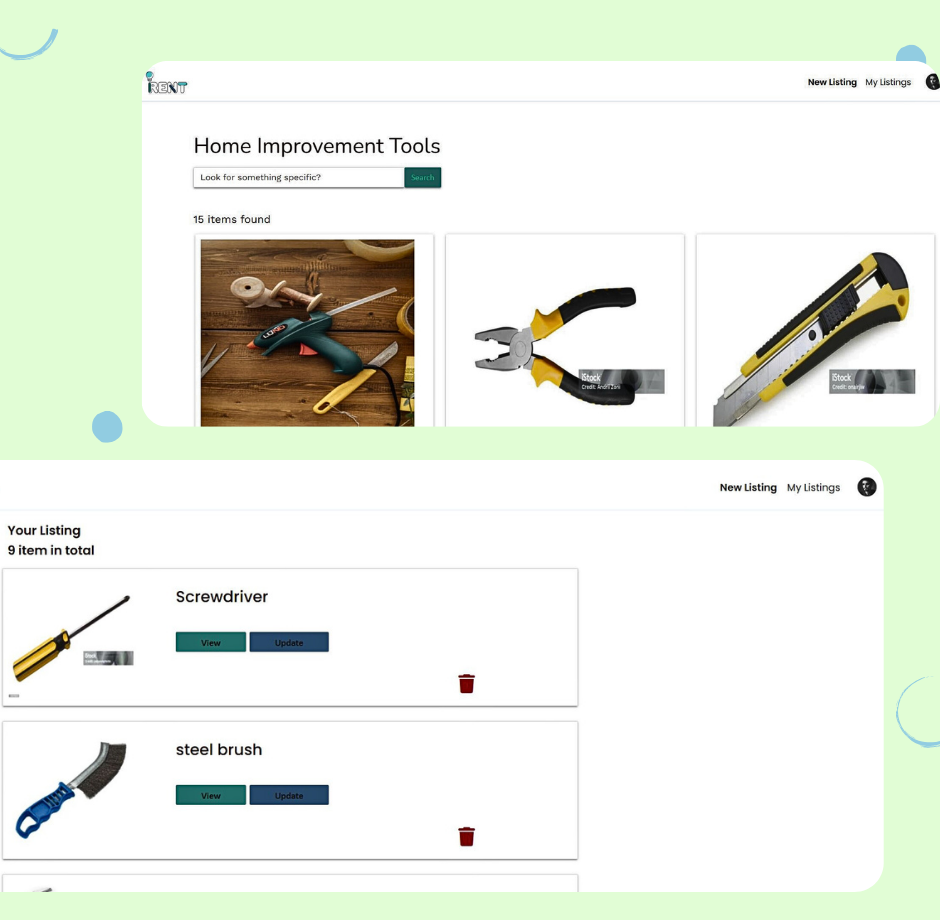 iRENT
New Listing My Listings
Home Improvement Tools
Look for something specific? Search
15 items found
iStock
Credit: Andrii Zorii
iStock
Credit: enairjw
New Listing My Listings
Your Listing
9 item in total
Screwdriver
View Update
iStock
steel brush
View Update